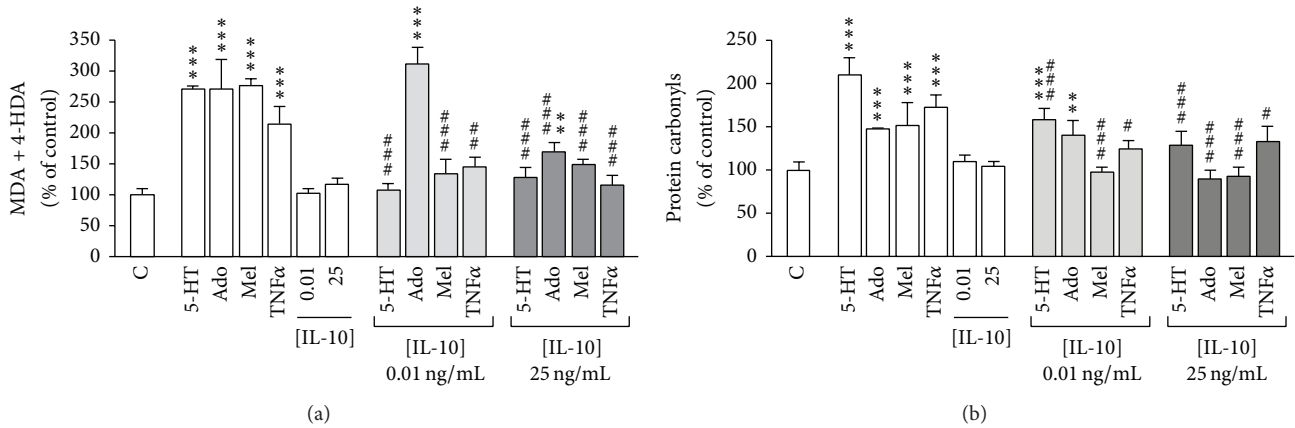 MDA + 4-HDA
(% of control)
350
300
250
200
150
100
50
0
***
***
***
***
***
###
###
##
###
###
**
###
###
C
5-HT
Ado
Mel
TNFα
0.01
25
[IL-10]
5-HT
Ado
Mel
TNFα
[IL-10]
0.01 ng/mL
5-HT
Ado
Mel
TNFα
[IL-10]
25 ng/mL
(a)
Protein carbonyls
(% of control)
250
200
150
100
50
0
***
***
***
***
***
###
**
###
#
###
###
###
#
C
5-HT
Ado
Mel
TNFα
0.01
25
[IL-10]
5-HT
Ado
Mel
TNFα
[IL-10]
0.01 ng/mL
5-HT
Ado
Mel
TNFα
[IL-10]
25 ng/mL
(b)